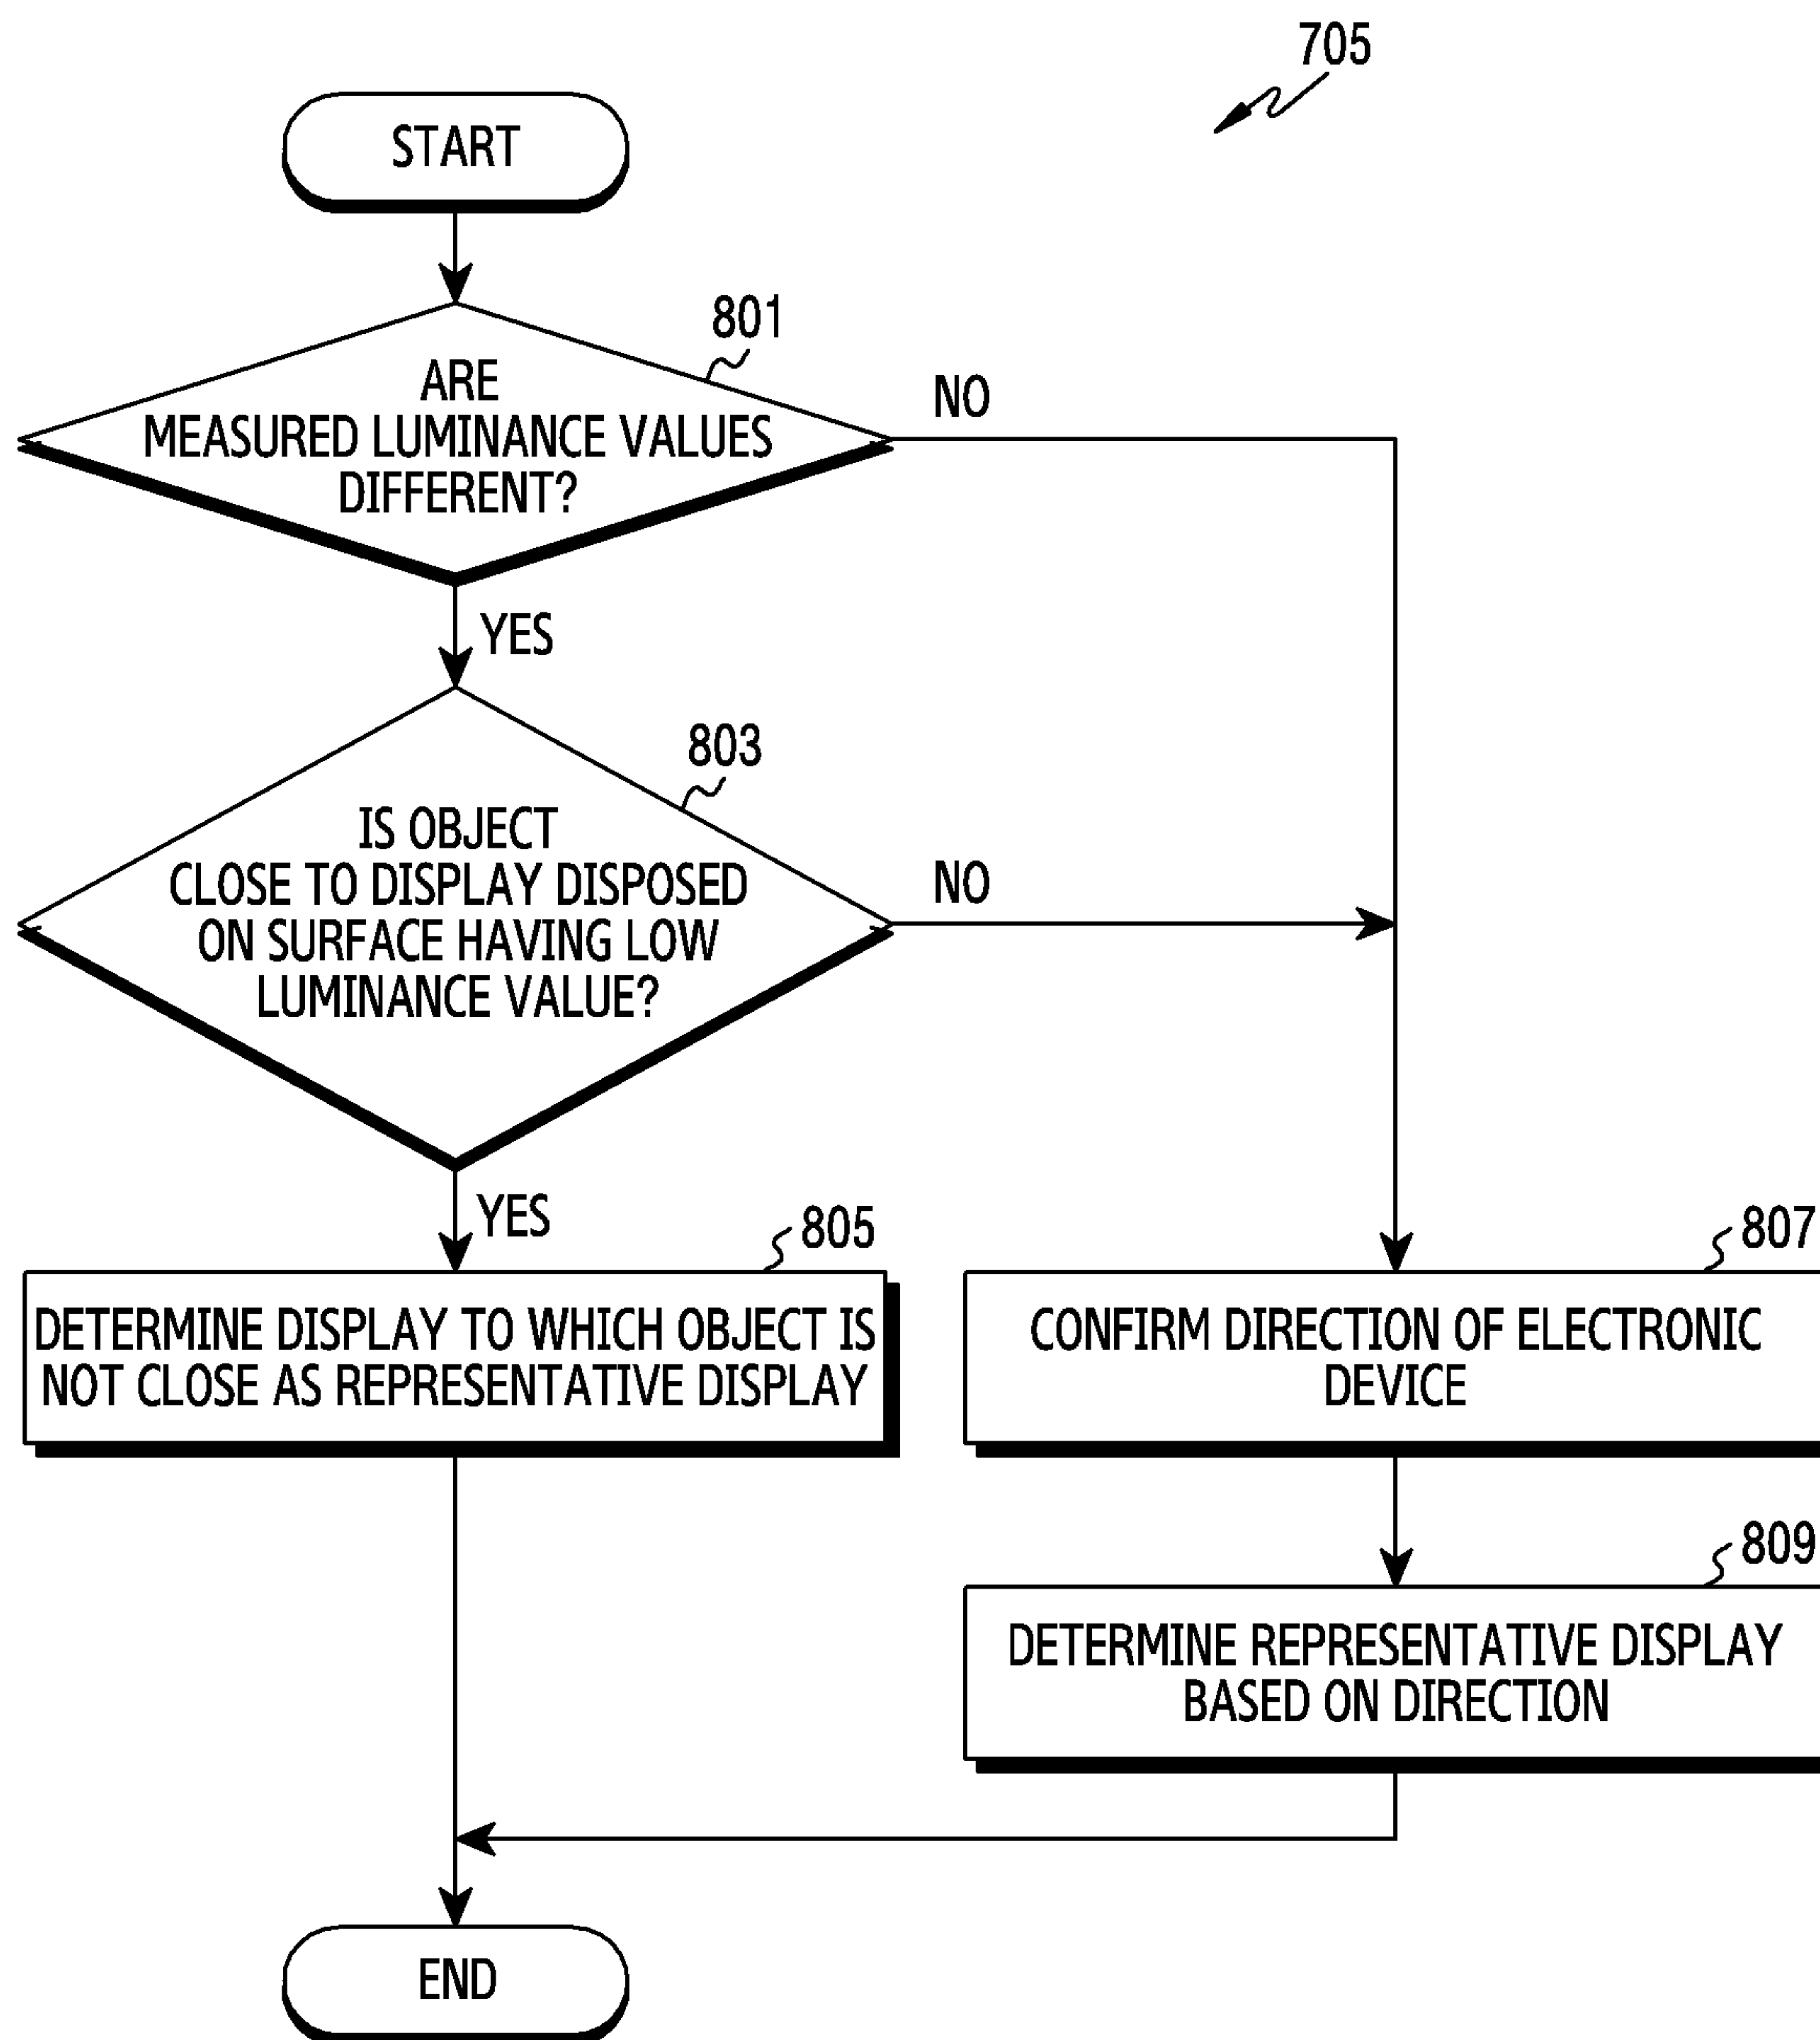 705
START
801
ARE
MEASURED LUMINANCE VALUES
DIFFERENT?
NO
YES
803
IS OBJECT
CLOSE TO DISPLAY DISPOSED
ON SURFACE HAVING LOW
LUMINANCE VALUE?
NO
YES
805
DETERMINE DISPLAY TO WHICH OBJECT IS
NOT CLOSE AS REPRESENTATIVE DISPLAY
807
CONFIRM DIRECTION OF ELECTRONIC
DEVICE
809
DETERMINE REPRESENTATIVE DISPLAY
BASED ON DIRECTION
END